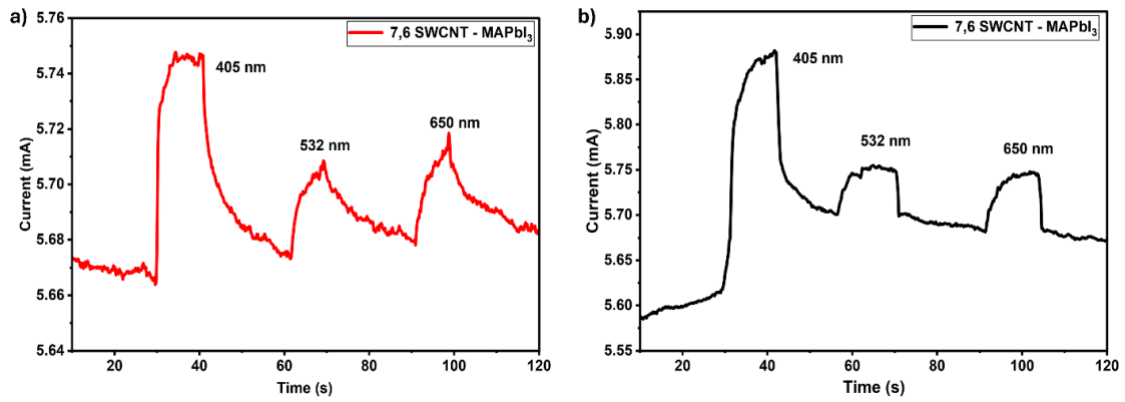 a)
7,6 SWCNT - MAPbI₃
405 nm
532 nm
650 nm
Current (mA)
5.76
5.74
5.72
5.70
5.68
5.66
5.64
20 40 60 80 100 120
Time (s)
b)
7,6 SWCNT - MAPbI₃
405 nm
532 nm
650 nm
Current (mA)
5.90
5.85
5.80
5.75
5.70
5.65
5.60
5.55
20 40 60 80 100 120
Time (s)